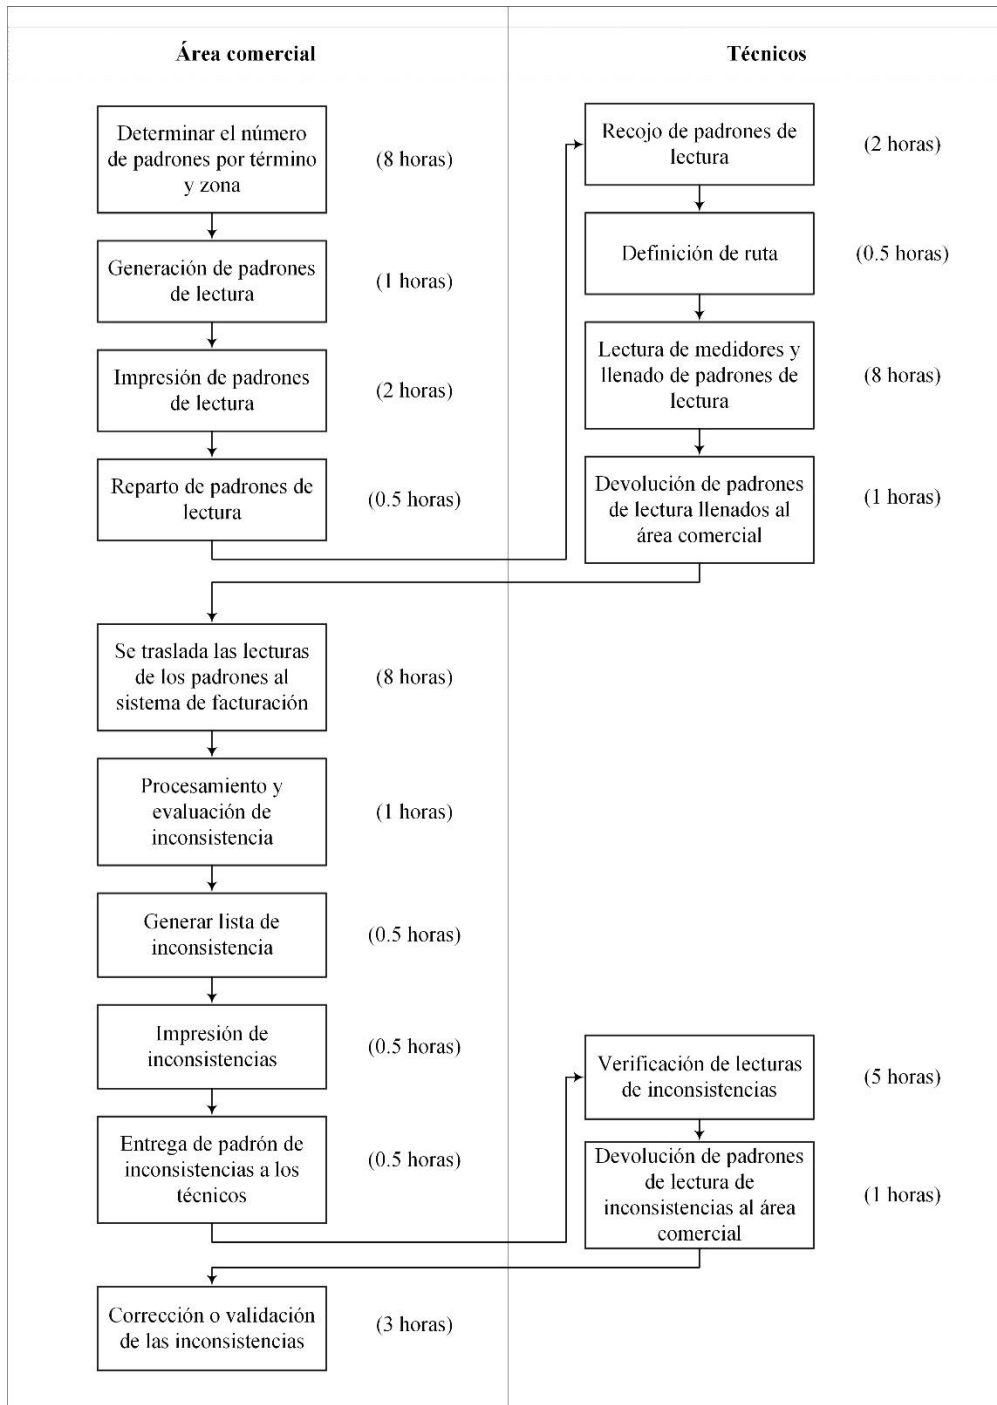 Área comercial
Técnicos
Determinar el número
de padrones por término
y zona
(8 horas)
Generación de padrones
de lectura
(1 horas)
Impresión de padrones
de lectura
(2 horas)
Reparto de padrones de
lectura
(0.5 horas)
Recojo de padrones de
lectura
(2 horas)
Definición de ruta
(0.5 horas)
Lectura de medidores y
llenado de padrones de
lectura
(8 horas)
Devolución de padrones
de lectura llenados al
área comercial
(1 horas)
Se traslada las lecturas
de los padrones al
sistema de facturación
(8 horas)
Procesamiento y
evaluación de
inconsistencia
(1 horas)
Generar lista de
inconsistencia
(0.5 horas)
Impresión de
inconsistencias
(0.5 horas)
Entrega de padrón de
inconsistencias a los
técnicos
(0.5 horas)
Verificación de lecturas
de inconsistencias
(5 horas)
Devolución de padrones
de lectura de
inconsistencias al área
comercial
(1 horas)
Corrección o validación
de las inconsistencias
(3 horas)